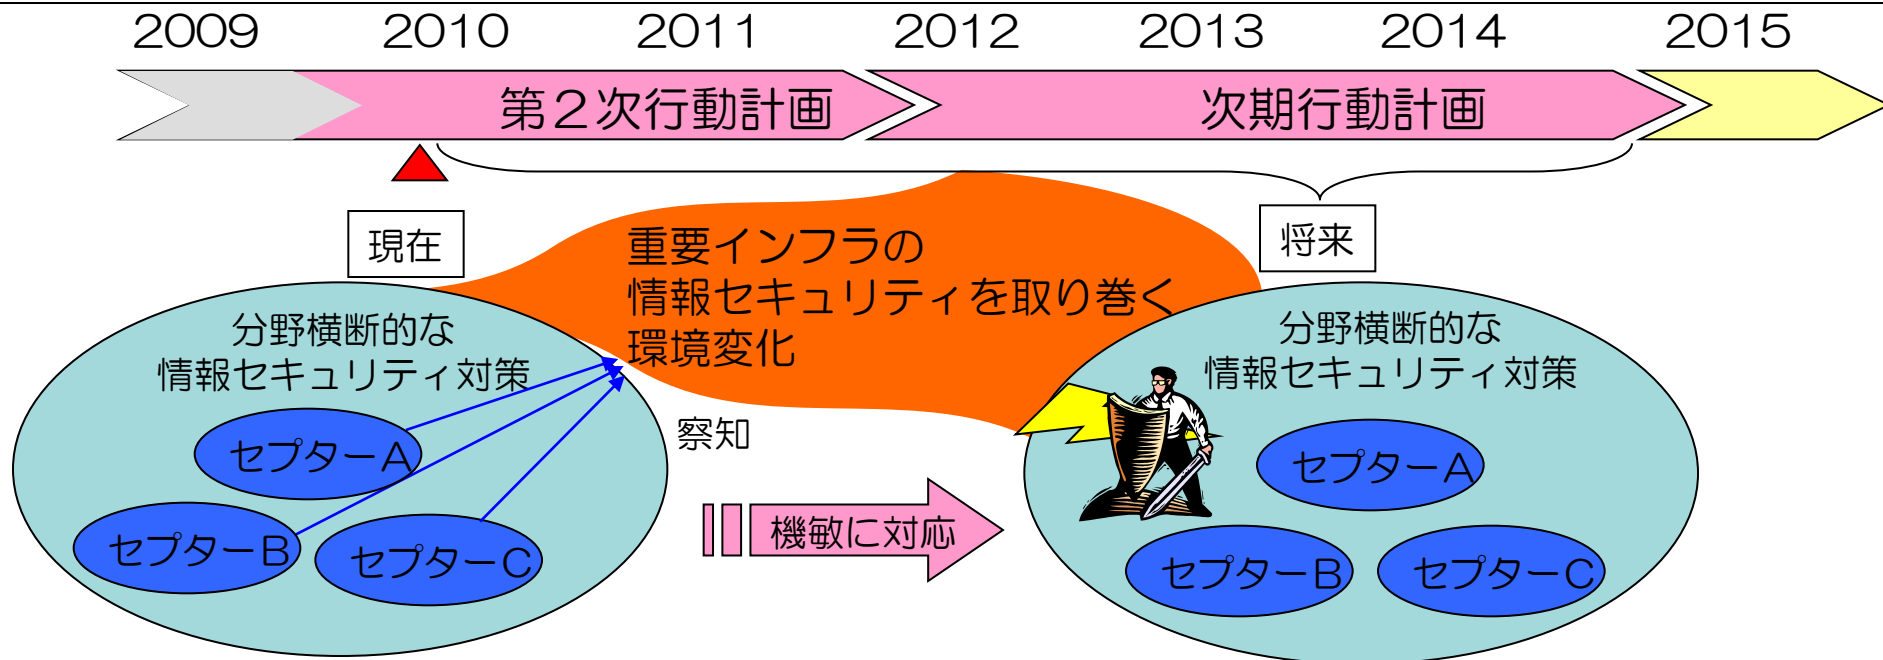 2009 2010 2011 2012 2013 2014 2015
第２次行動計画 次期行動計画
現在
将来
重要インフラの
情報セキュリティを取り巻く
環境変化
分野横断的な
情報セキュリティ対策
セプターA
セプターB
セプターC
察知
機敏に対応
分野横断的な
情報セキュリティ対策
セプターA
セプターB
セプターC